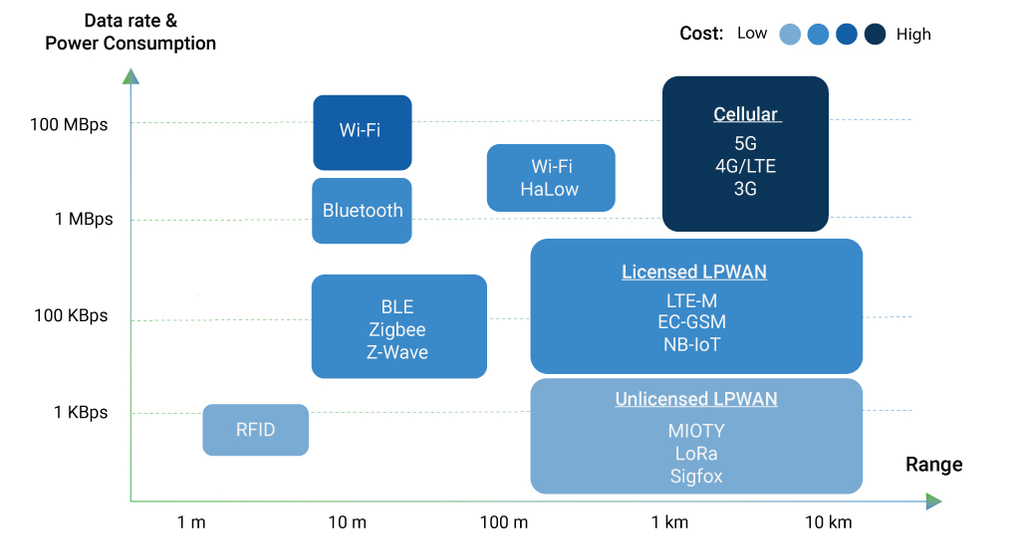 Data rate &
Power Consumption
Cost: Low High
100 MBps
1 MBps
100 KBps
1 KBps
Wi-Fi
Bluetooth
Wi-Fi
HaLow
Cellular
5G
4G/LTE
3G
BLE
Zigbee
Z-Wave
Licensed LPWAN
LTE-M
EC-GSM
NB-IoT
RFID
Unlicensed LPWAN
MIOTY
LoRa
Sigfox
Range
1 m 10 m 100 m 1 km 10 km